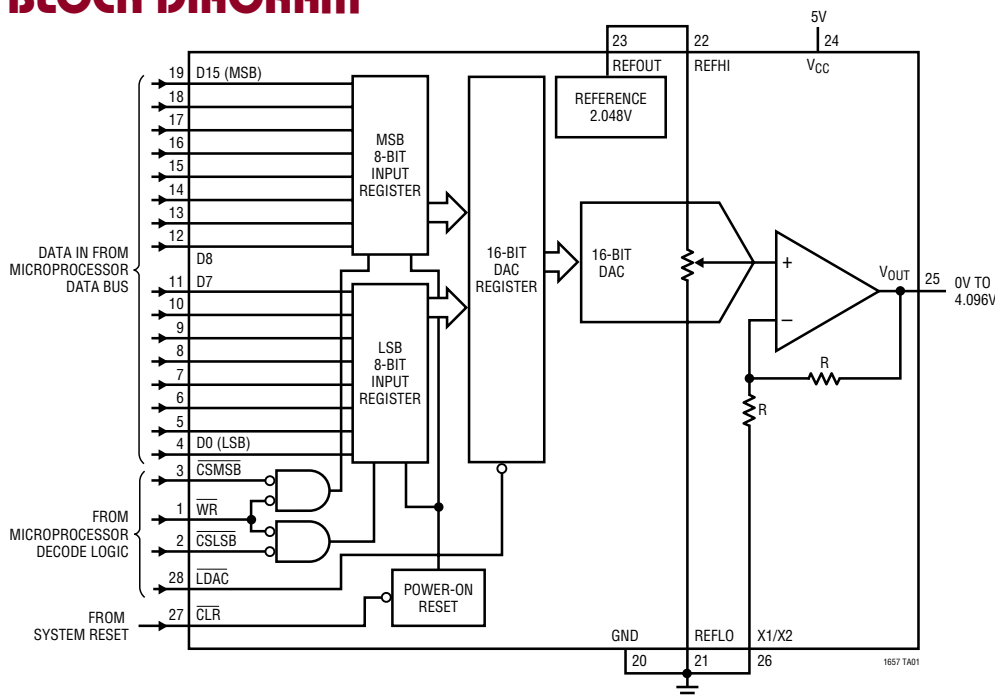 BLOCK DIAGRAM
5V
23
22
24
REFOUT
REFHI
VCC
REFERENCE
2.048V
19
D15 (MSB)
18
17
16
15
14
13
12
D8
MSB
8-BIT
INPUT
REGISTER
DATA IN FROM
MICROPROCESSOR
DATA BUS
11
D7
10
9
8
7
6
5
4
D0 (LSB)
LSB
8-BIT
INPUT
REGISTER
16-BIT
DAC
REGISTER
16-BIT
DAC
+
–
VOUT
25
0V TO
4.096V
R
R
3
CSMSB
FROM
MICROPROCESSOR
DECODE LOGIC
1
WR
2
CSLSB
28
LDAC
POWER-ON
RESET
FROM
SYSTEM RESET
27
CLR
GND
REFLO
X1/X2
20
21
26
1657 TA01